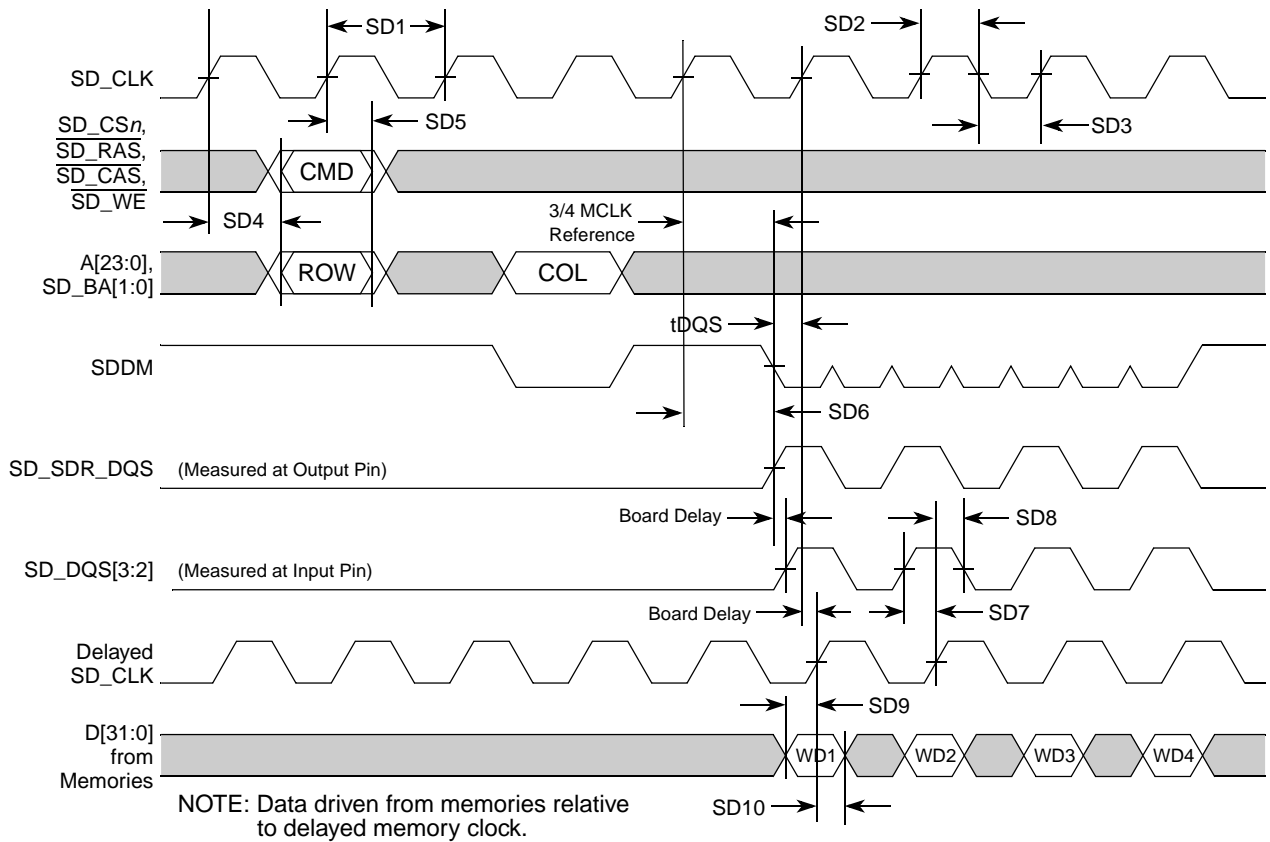 SD1
SD2
SD_CLK
SD3
SD5
SD_CSn,
SD_RAS,
SD_CAS,
SD_WE
CMD
SD4
3/4 MCLK
Reference
A[23:0],
SD_BA[1:0]
ROW
COL
tDQS
SDDM
SD6
SD_SDR_DQS
(Measured at Output Pin)
Board Delay
SD8
SD_DQS[3:2]
(Measured at Input Pin)
Board Delay
SD7
Delayed
SD_CLK
SD9
D[31:0]
from
Memories
WD1
WD2
WD3
WD4
SD10
NOTE: Data driven from memories relative
to delayed memory clock.